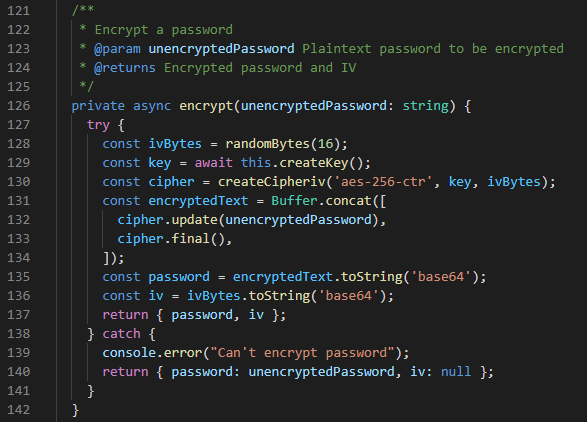 121 /**
122  * Encrypt a password
123  * @param unencryptedPassword Plaintext password to be encrypted
124  * @returns Encrypted password and IV
125  */
126 private async encrypt(unencryptedPassword: string) {
127   try {
128     const ivBytes = randomBytes(16);
129     const key = await this.createKey();
130     const cipher = createCipheriv('aes-256-ctr', key, ivBytes);
131     const encryptedText = Buffer.concat([
132       cipher.update(unencryptedPassword),
133       cipher.final(),
134     ]);
135     const password = encryptedText.toString('base64');
136     const iv = ivBytes.toString('base64');
137     return { password, iv };
138   } catch {
139     console.error("Can't encrypt password");
140     return { password: unencryptedPassword, iv: null };
141   }
142 }